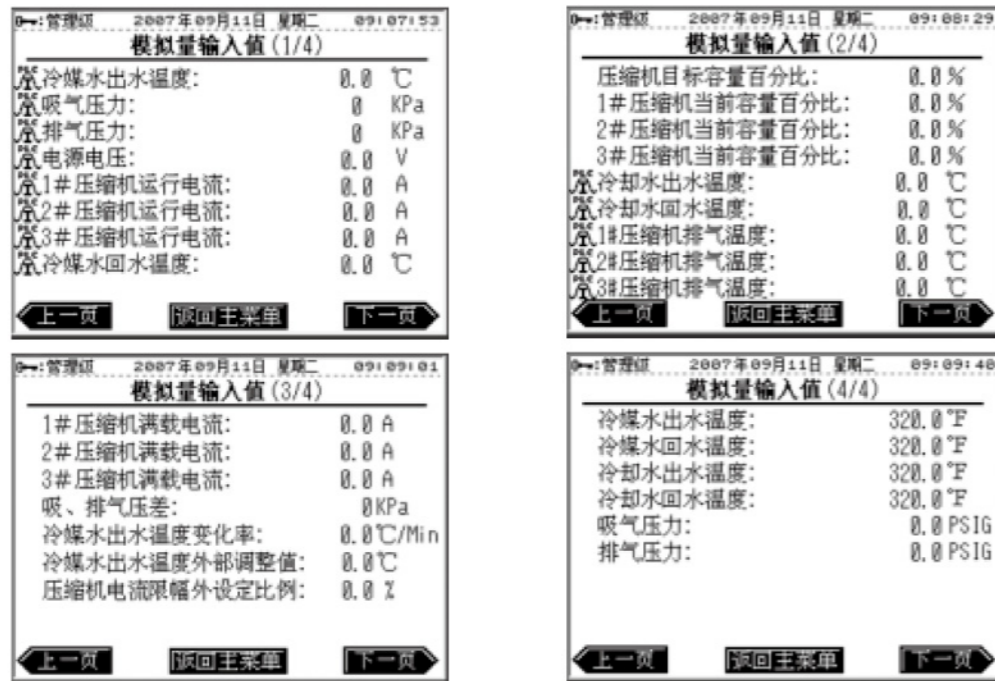 :管理级 2007年09月11日 星期二 09:07:53
模拟量输入值(1/4)
PLC 冷媒水出水温度: 0.0 ℃
PLC 吸气压力: 0 KPa
PLC 排气压力: 0 KPa
PLC 电源电压: 0.0 V
PLC 1#压缩机运行电流: 0.0 A
PLC 2#压缩机运行电流: 0.0 A
PLC 3#压缩机运行电流: 0.0 A
PLC 冷媒水回水温度: 0.0 ℃
上一页 返回主菜单 下一页
:管理级 2007年09月11日 星期二 09:08:29
模拟量输入值(2/4)
压缩机目标容量百分比: 0.0%
1#压缩机当前容量百分比: 0.0%
2#压缩机当前容量百分比: 0.0%
3#压缩机当前容量百分比: 0.0%
PLC 冷却水出水温度: 0.0 ℃
PLC 冷却水回水温度: 0.0 ℃
PLC 1#压缩机排气温度: 0.0 ℃
PLC 2#压缩机排气温度: 0.0 ℃
PLC 3#压缩机排气温度: 0.0 ℃
上一页 返回主菜单 下一页
:管理级 2007年09月11日 星期二 09:09:01
模拟量输入值(3/4)
1#压缩机满载电流: 0.0 A
2#压缩机满载电流: 0.0 A
3#压缩机满载电流: 0.0 A
吸、排气压差: 0KPa
冷媒水出水温度变化率: 0.0℃/Min
冷媒水出水温度外部调整值: 0.0℃
压缩机电流限幅外设定比例: 0.0 %
上一页 返回主菜单 下一页
:管理级 2007年09月11日 星期二 09:09:40
模拟量输入值(4/4)
冷媒水出水温度: 320.0℉
冷媒水回水温度: 320.0℉
冷却水出水温度: 320.0℉
冷却水回水温度: 320.0℉
吸气压力: 0.0 PSIG
排气压力: 0.0 PSIG
上一页 返回主菜单 下一页